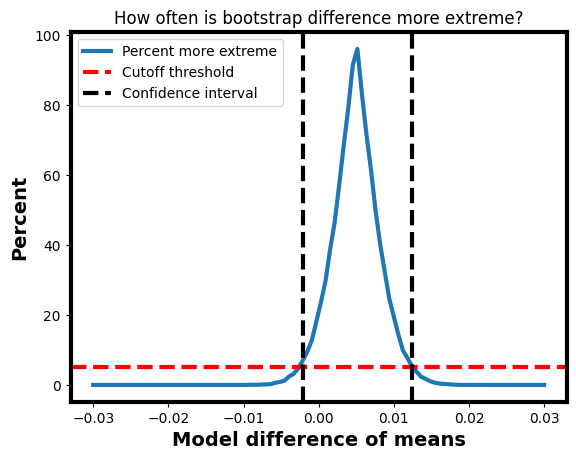 How often is bootstrap difference more extreme?
Percent more extreme
Cutoff threshold
Confidence interval
Percent
100
80
60
40
20
0
−0.03
−0.02
−0.01
0.00
0.01
0.02
0.03
Model difference of means